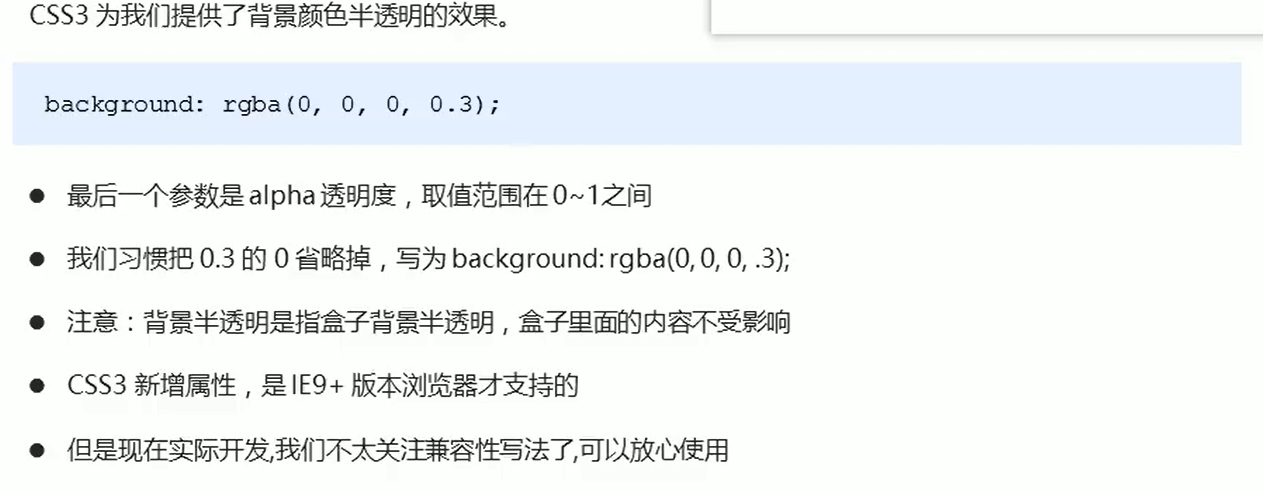 CSS3 为我们提供了背景颜色半透明的效果。
background: rgba(0, 0, 0, 0.3);
● 最后一个参数是 alpha 透明度，取值范围在 0~1之间
● 我们习惯把 0.3 的 0 省略掉，写为 background: rgba(0, 0, 0, .3);
● 注意：背景半透明是指盒子背景半透明，盒子里面的内容不受影响
● CSS3 新增属性，是 IE9+ 版本浏览器才支持的
● 但是现在实际开发,我们不太关注兼容性写法了,可以放心使用